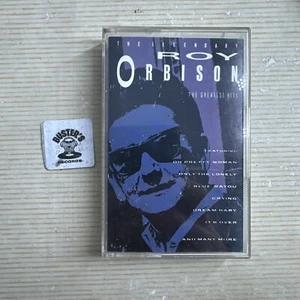 THE LEGENDARY
ROY
ORBISON
THE GREATEST HITS
BUSTER'S
RECORDS
FEATURING
OH PRETTY WOMAN
ONLY THE LONELY
BLUE BAYOU
CRYING
DREAM BABY
IT'S OVER
AND MANY MORE